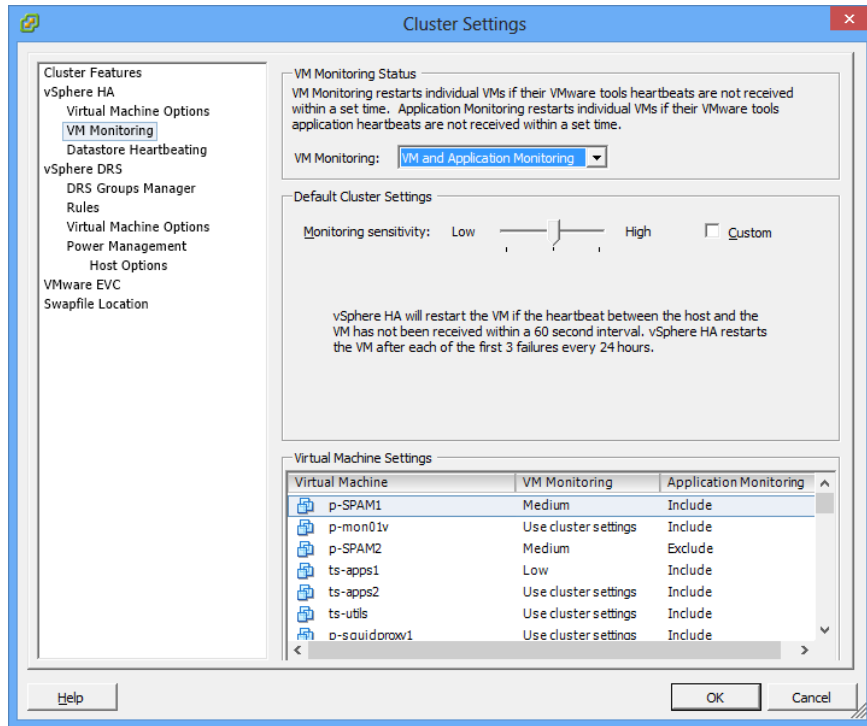 Cluster Settings
Cluster Features
vSphere HA
Virtual Machine Options
VM Monitoring
Datastore Heartbeating
vSphere DRS
DRS Groups Manager
Rules
Virtual Machine Options
Power Management
Host Options
VMware EVC
Swapfile Location
VM Monitoring Status
VM Monitoring restarts individual VMs if their VMware tools heartbeats are not received
within a set time. Application Monitoring restarts individual VMs if their VMware tools
application heartbeats are not received within a set time.
VM Monitoring: VM and Application Monitoring
Default Cluster Settings
Monitoring sensitivity: Low High Custom
vSphere HA will restart the VM if the heartbeat between the host and the
VM has not been received within a 60 second interval. vSphere HA restarts
the VM after each of the first 3 failures every 24 hours.
Virtual Machine Settings
Virtual Machine VM Monitoring Application Monitoring
p-SPAM1 Medium Include
p-mon01v Use cluster settings Include
p-SPAM2 Medium Exclude
ts-apps1 Low Include
ts-apps2 Use cluster settings Include
ts-utils Use cluster settings Include
p-squidproxy1 Use cluster settings Include
Help OK Cancel